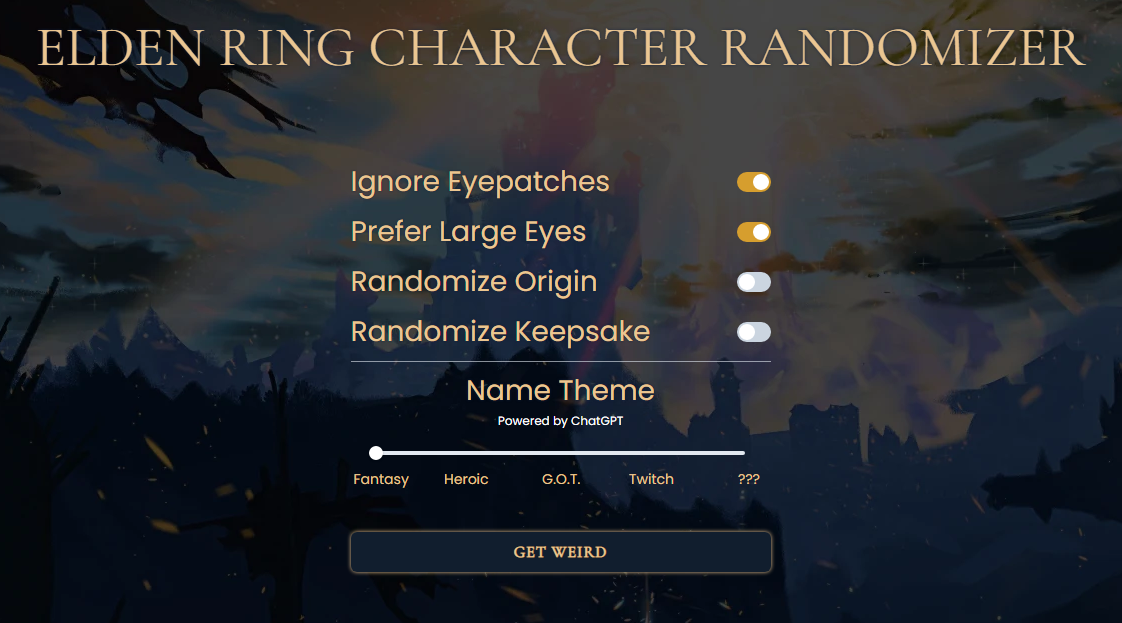 ELDEN RING CHARACTER RANDOMIZER
Ignore Eyepatches
Prefer Large Eyes
Randomize Origin
Randomize Keepsake
Name Theme
Powered by ChatGPT
Fantasy Heroic G.O.T. Twitch ???
GET WEIRD